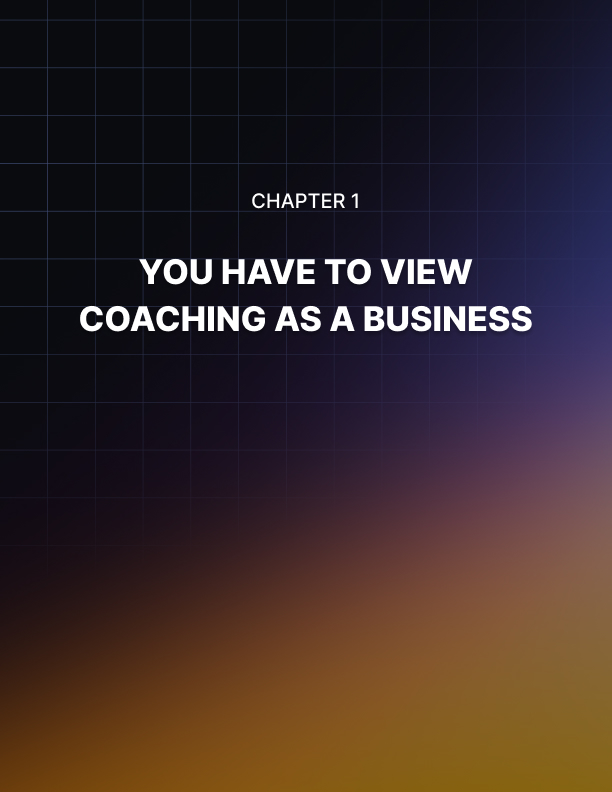 CHAPTER 1
YOU HAVE TO VIEW
COACHING AS A BUSINESS